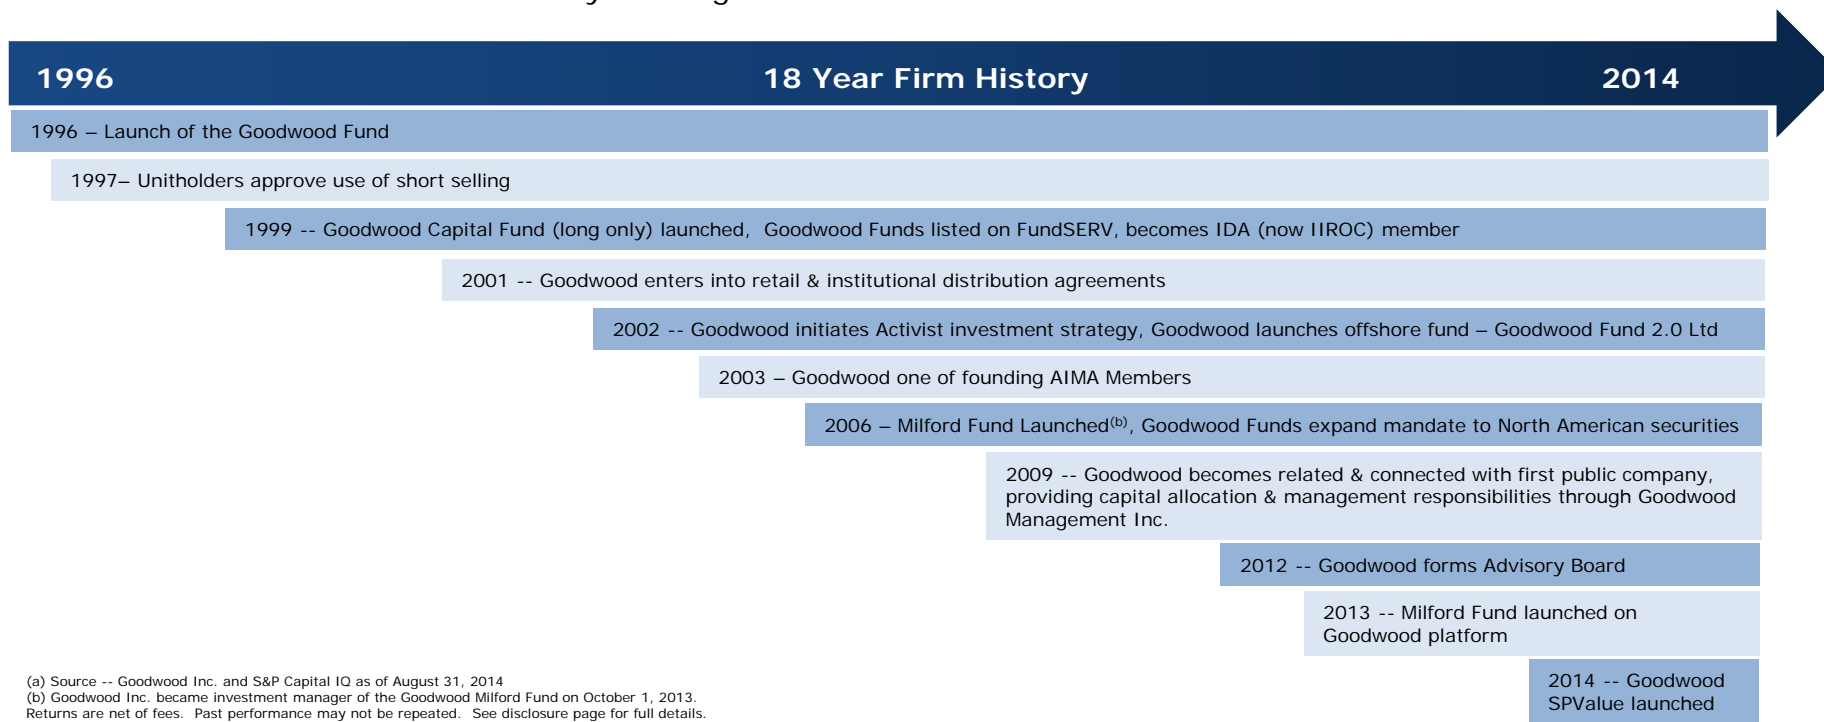 1996 18 Year Firm History 2014
1996 – Launch of the Goodwood Fund
1997– Unitholders approve use of short selling
1999 -- Goodwood Capital Fund (long only) launched,  Goodwood Funds listed on FundSERV, becomes IDA (now IIROC) member
2001 -- Goodwood enters into retail & institutional distribution agreements
2002 -- Goodwood initiates Activist investment strategy, Goodwood launches offshore fund – Goodwood Fund 2.0 Ltd
2003 – Goodwood one of founding AIMA Members
2006 – Milford Fund Launched(b), Goodwood Funds expand mandate to North American securities
2009 -- Goodwood becomes related & connected with first public company,
providing capital allocation & management responsibilities through Goodwood
Management Inc.
2012 -- Goodwood forms Advisory Board
2013 -- Milford Fund launched on
Goodwood platform
2014 -- Goodwood
SPValue launched
(a) Source -- Goodwood Inc. and S&P Capital IQ as of August 31, 2014
(b) Goodwood Inc. became investment manager of the Goodwood Milford Fund on October 1, 2013.
Returns are net of fees.  Past performance may not be repeated.  See disclosure page for full details.